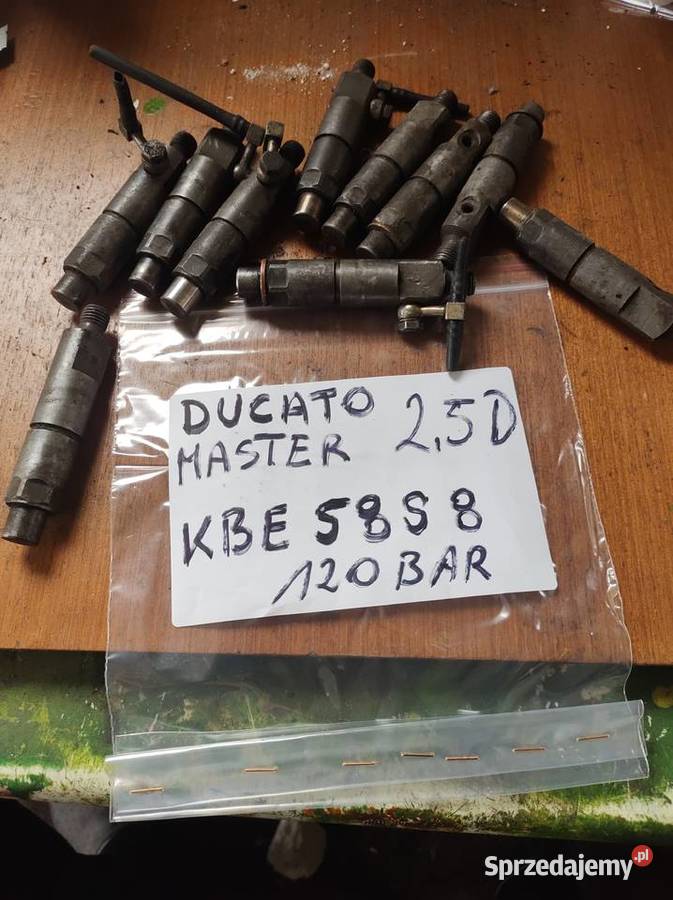 DUCATO
MASTER 2,5D
KBE 58S8
120 BAR
Sprzedajemy.pl